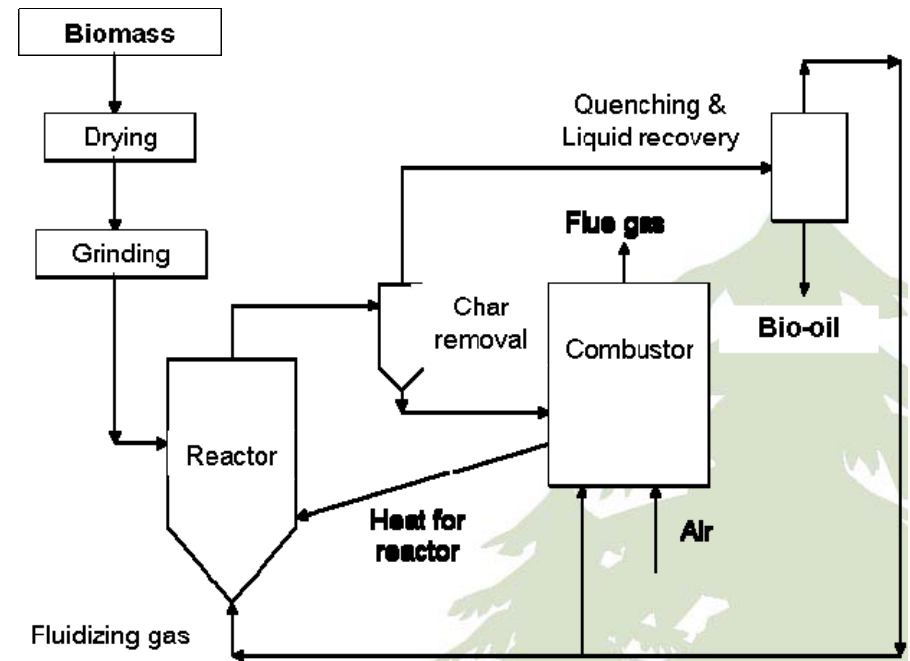 Biomass
Drying
Grinding
Reactor
Fluidizing gas
Char
removal
Heat for
reactor
Quenching &
Liquid recovery
Flue gas
Combustor
Air
Bio-oil